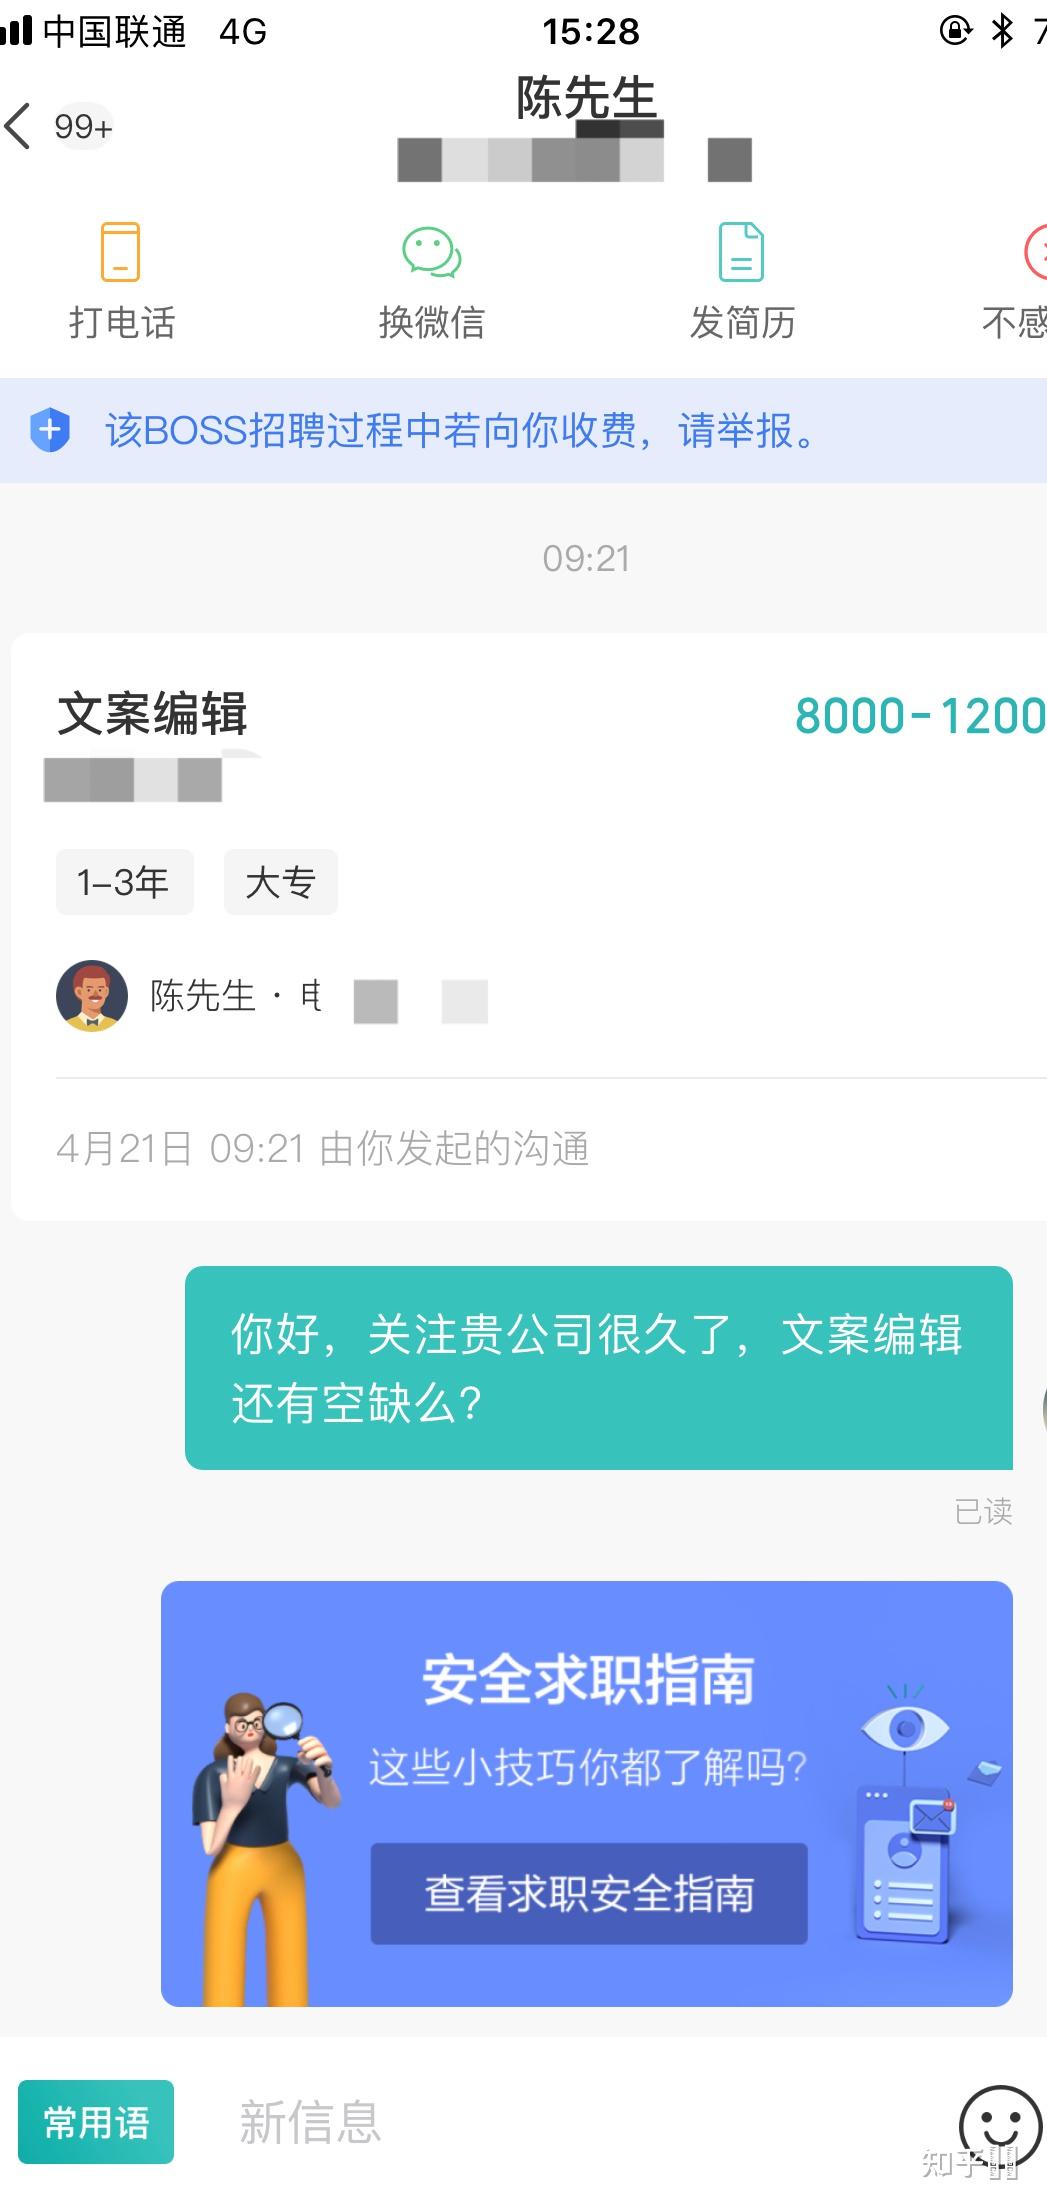 中国联通 4G 15:28
陈先生
99+
打电话 换微信 发简历 不感
该BOSS招聘过程中若向你收费，请举报。
09:21
文案编辑 8000-1200
1-3年 大专
陈先生 ·
4月21日 09:21 由你发起的沟通
你好，关注贵公司很久了，文案编辑
还有空缺么？
已读
安全求职指南
这些小技巧你都了解吗？
查看求职安全指南
常用语 新信息
知乎